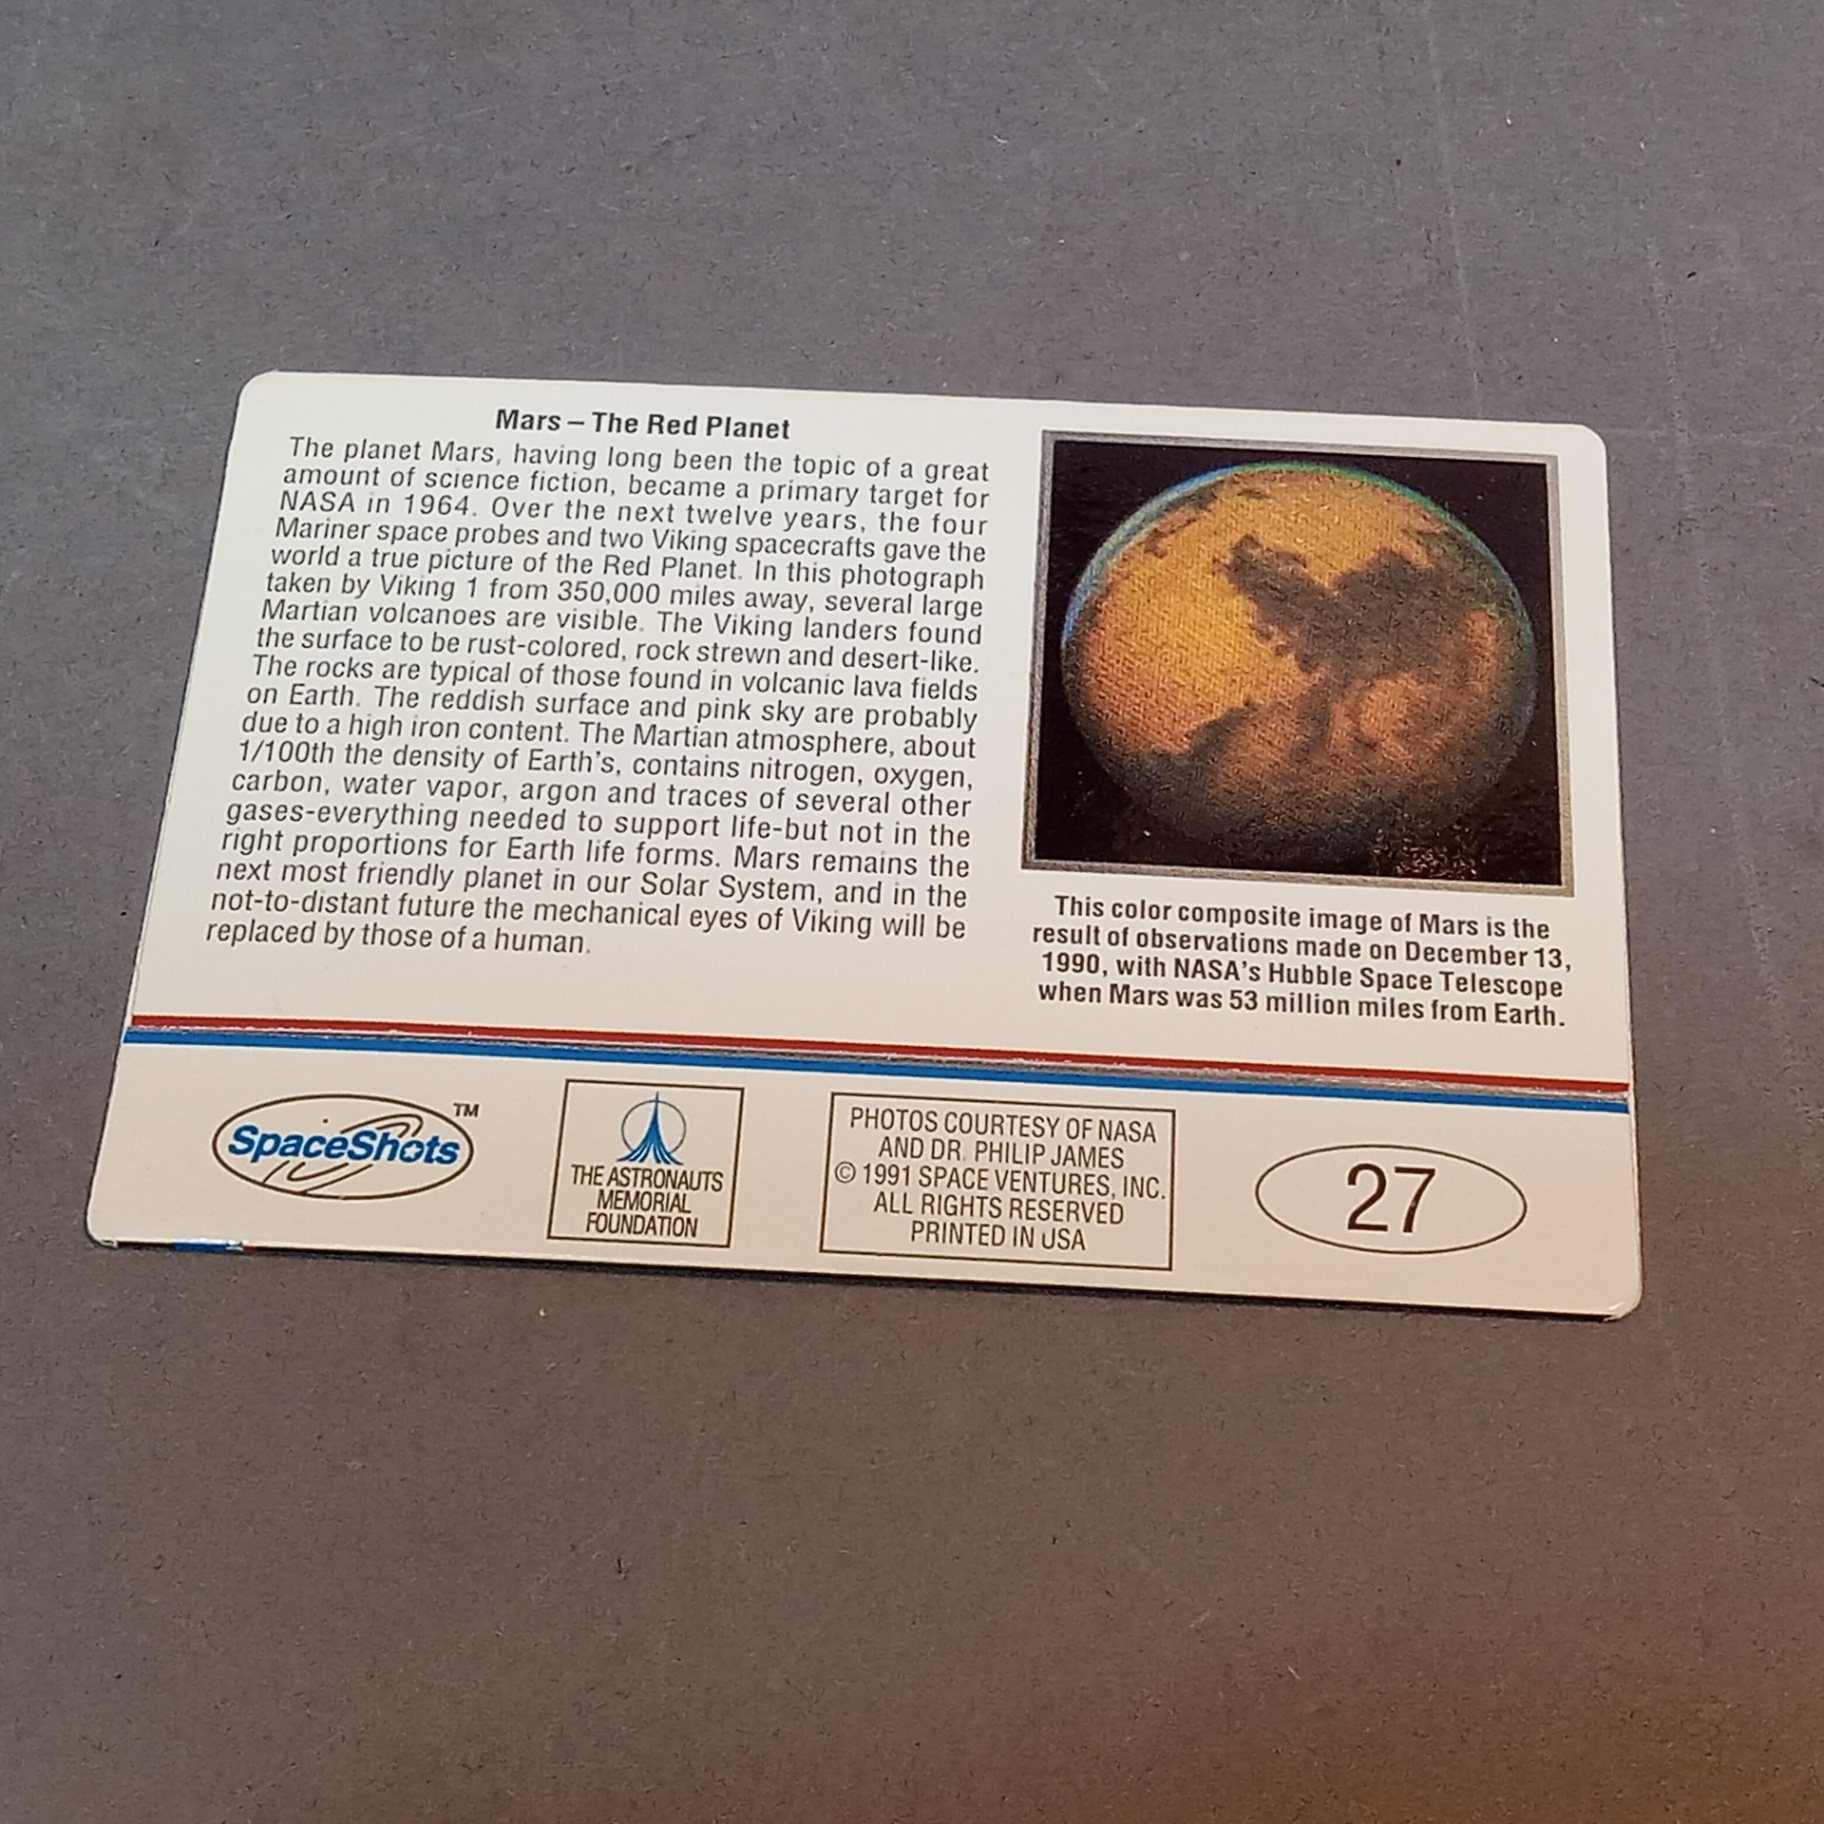 Mars – The Red Planet
The planet Mars, having long been the topic of a great
amount of science fiction, became a primary target for
NASA in 1964. Over the next twelve years, the four
Mariner space probes and two Viking spacecrafts gave the
world a true picture of the Red Planet. In this photograph
taken by Viking 1 from 350,000 miles away, several large
Martian volcanoes are visible. The Viking landers found
the surface to be rust-colored, rock strewn and desert-like.
The rocks are typical of those found in volcanic lava fields
on Earth. The reddish surface and pink sky are probably
due to a high iron content. The Martian atmosphere, about
1/100th the density of Earth's, contains nitrogen, oxygen,
carbon, water vapor, argon and traces of several other
gases-everything needed to support life-but not in the
right proportions for Earth life forms. Mars remains the
next most friendly planet in our Solar System, and in the
not-to-distant future the mechanical eyes of Viking will be
replaced by those of a human.
This color composite image of Mars is the
result of observations made on December 13,
1990, with NASA's Hubble Space Telescope
when Mars was 53 million miles from Earth.
SpaceShots™
THE ASTRONAUTS
MEMORIAL
FOUNDATION
PHOTOS COURTESY OF NASA
AND DR. PHILIP JAMES
© 1991 SPACE VENTURES, INC.
ALL RIGHTS RESERVED
PRINTED IN USA
27